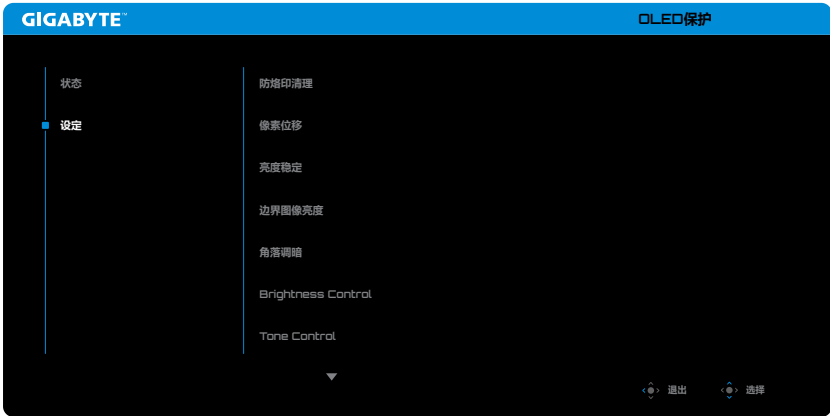 GIGABYTE™
OLED保护
状态
设定
防烙印清理
像素位移
亮度稳定
边界图像亮度
角落调暗
Brightness Control
Tone Control
退出
选择